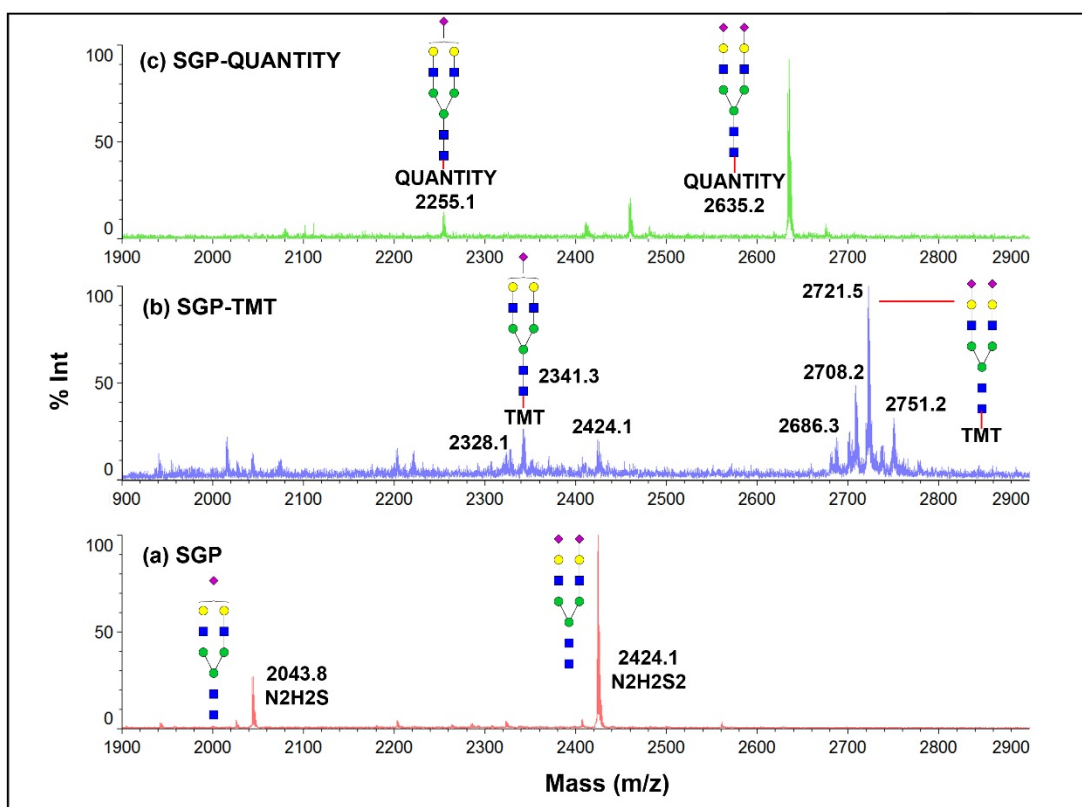 (c) SGP-QUANTITY
100
50
0
QUANTITY
2255.1
QUANTITY
2635.2
1900 2000 2100 2200 2300 2400 2500 2600 2700 2800 2900
(b) SGP-TMT
% Int
100
50
0
2328.1
TMT
2341.3
2424.1
2686.3
2708.2
2721.5
2751.2
TMT
1900 2000 2100 2200 2300 2400 2500 2600 2700 2800 2900
(a) SGP
100
50
0
2043.8
N2H2S
2424.1
N2H2S2
1900 2000 2100 2200 2300 2400 2500 2600 2700 2800 2900
Mass (m/z)